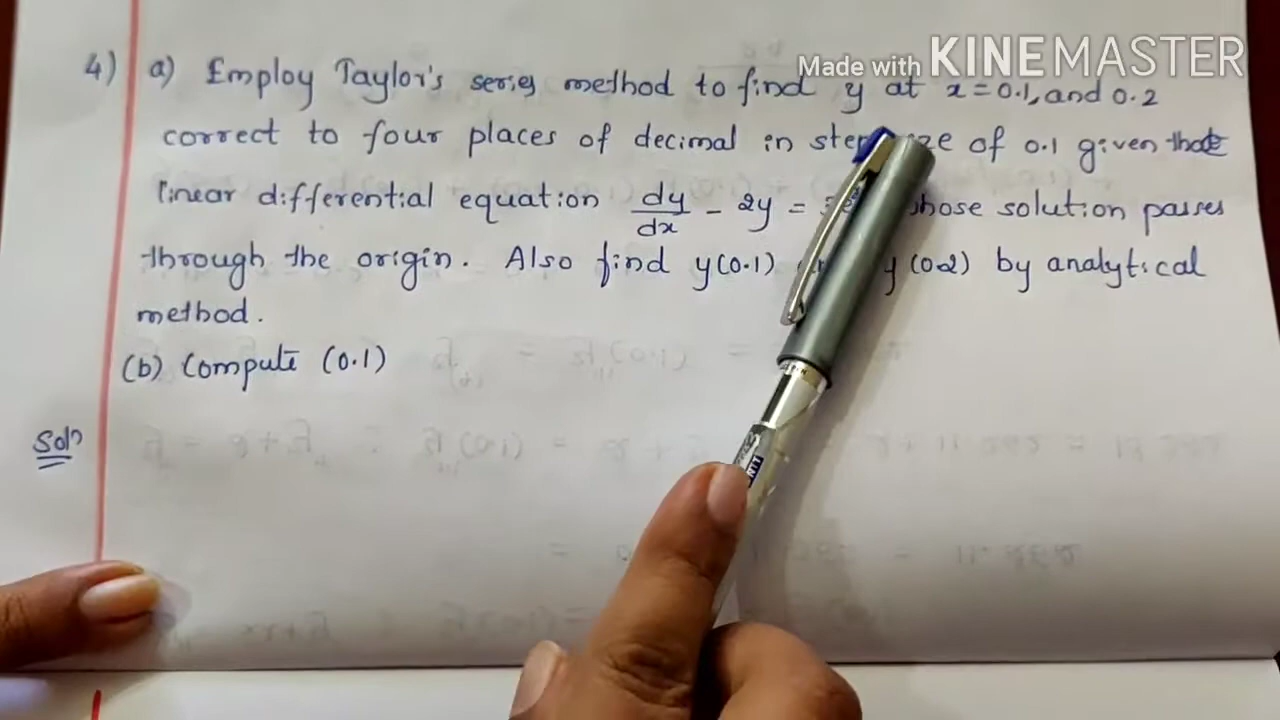 Made with KINEMASTER
4) a) Employ Taylor's series method to find y at x=0.1, and 0.2
correct to four places of decimal in step of 0.1 given that
linear differential equation dy/dx - 2y = whose solution passes
through the origin. Also find y(0.1) y(0.2) by analytical
method.
(b) Compute (0.1)
Soln